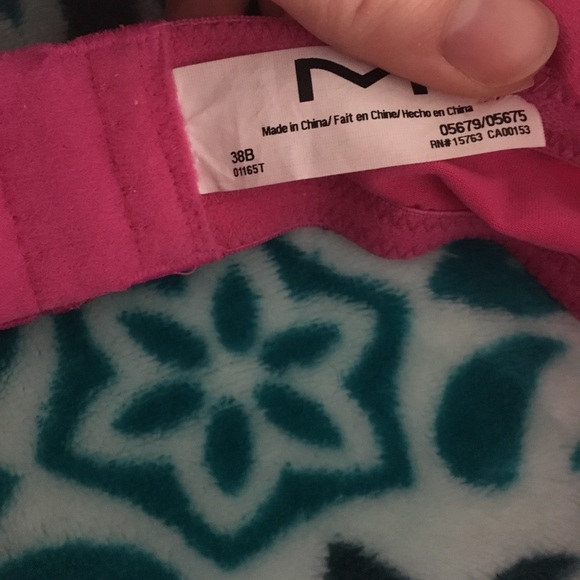 M
Made in China/ Fait en Chine/ Hecho en China
05679/05675
RN#15763 CA00153
38B
01165T